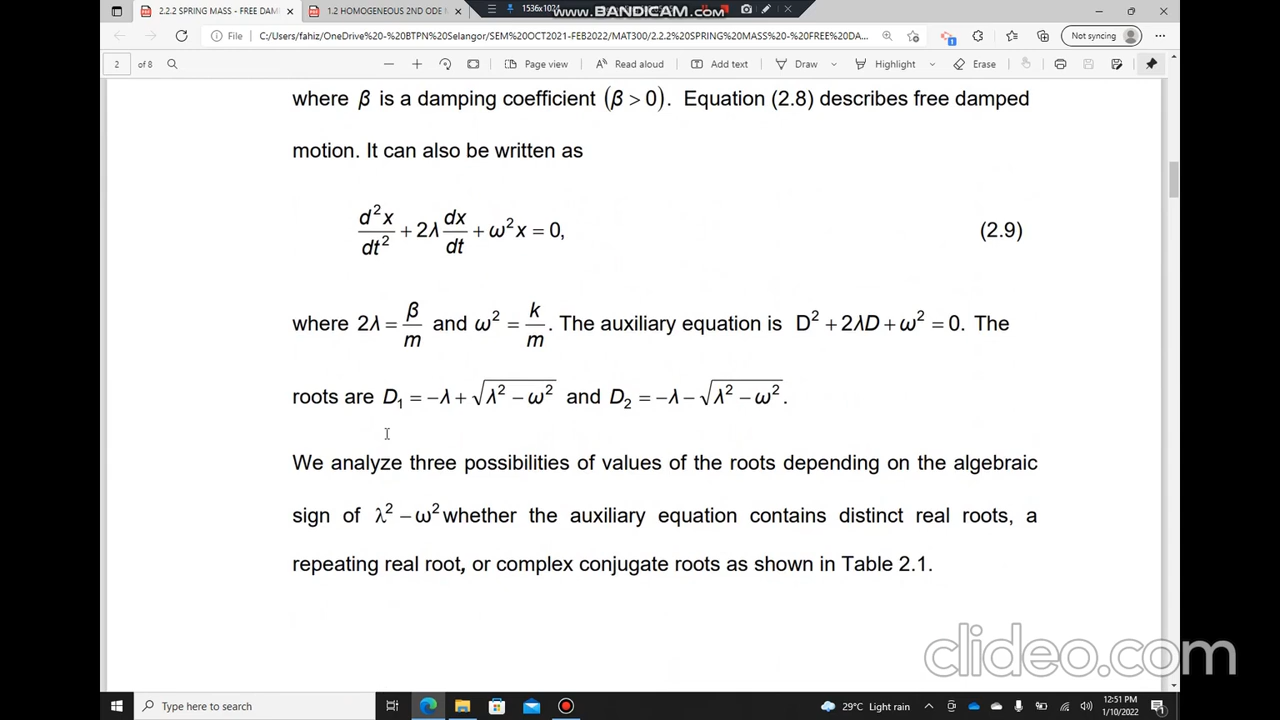 2.2.2 SPRING MASS - FREE DAM
1.2 HOMOGENEOUS 2ND ODE
1536x102
www.BANDICAM.com
File
C:/Users/fahiz/OneDrive%20-%20BTPN%20Selangor/SEM%20OCT2021-FEB2022/MAT300/2.2.2%20SPRING%20MASS%20-%20FREE%20DA...
Not syncing
2 of 8
Page view
Read aloud
Add text
Draw
Highlight
Erase
where β is a damping coefficient (β > 0). Equation (2.8) describes free damped
motion. It can also be written as
d²x/dt² + 2λ dx/dt + ω²x = 0, (2.9)
where 2λ = β/m and ω² = k/m. The auxiliary equation is D² + 2λD + ω² = 0. The
roots are D₁ = −λ + √(λ² − ω²) and D₂ = −λ − √(λ² − ω²).
We analyze three possibilities of values of the roots depending on the algebraic
sign of λ² − ω² whether the auxiliary equation contains distinct real roots, a
repeating real root, or complex conjugate roots as shown in Table 2.1.
clideo.com
Type here to search
29°C Light rain
12:51 PM
1/10/2022
1